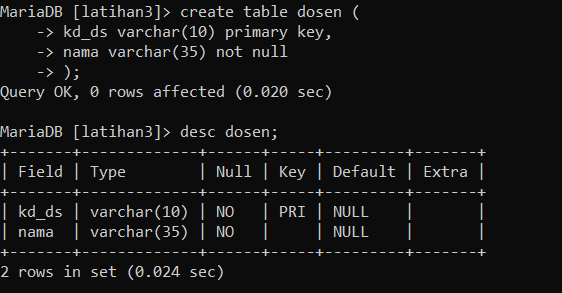 MariaDB [latihan3]> create table dosen (
    -> kd_ds varchar(10) primary key,
    -> nama varchar(35) not null
    -> );
Query OK, 0 rows affected (0.020 sec)

MariaDB [latihan3]> desc dosen;
+-------+-------------+------+-----+---------+-------+
| Field | Type        | Null | Key | Default | Extra |
+-------+-------------+------+-----+---------+-------+
| kd_ds | varchar(10) | NO   | PRI | NULL    |       |
| nama  | varchar(35) | NO   |     | NULL    |       |
+-------+-------------+------+-----+---------+-------+
2 rows in set (0.024 sec)